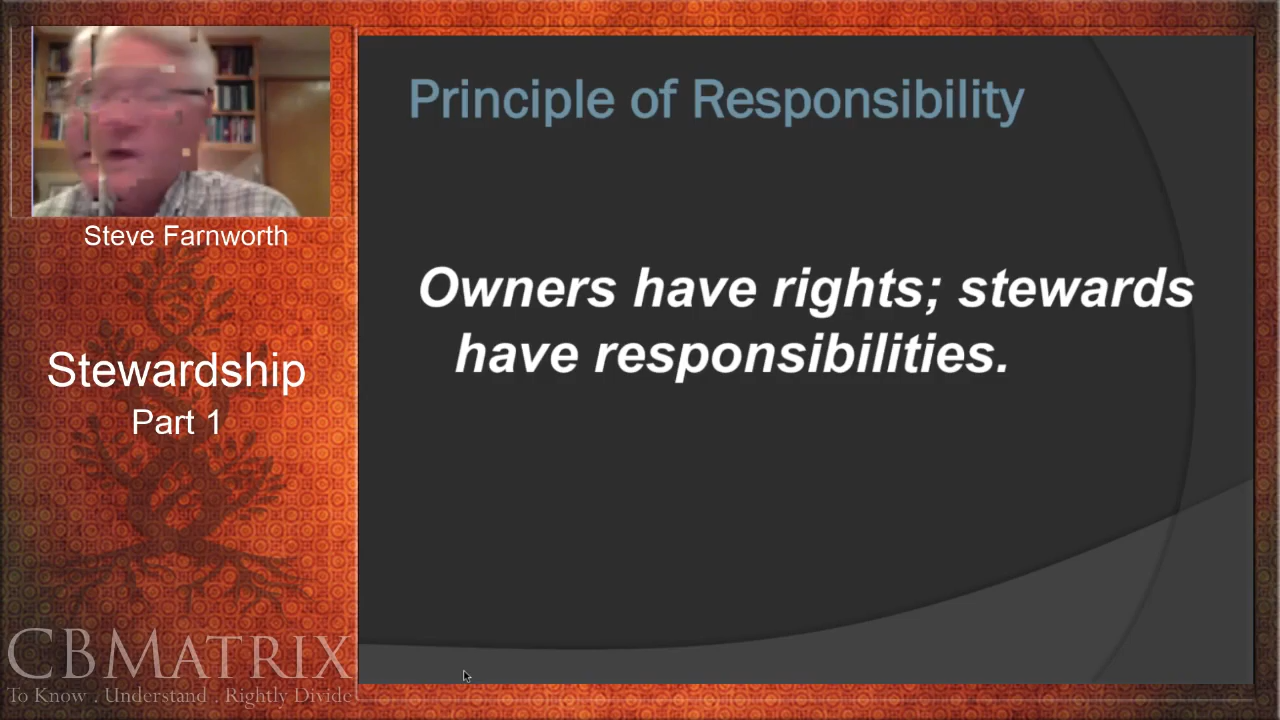 Steve Farnworth
Stewardship
Part 1
CBMatrix
To Know . Understand . Rightly Divide
Principle of Responsibility
Owners have rights; stewards
have responsibilities.